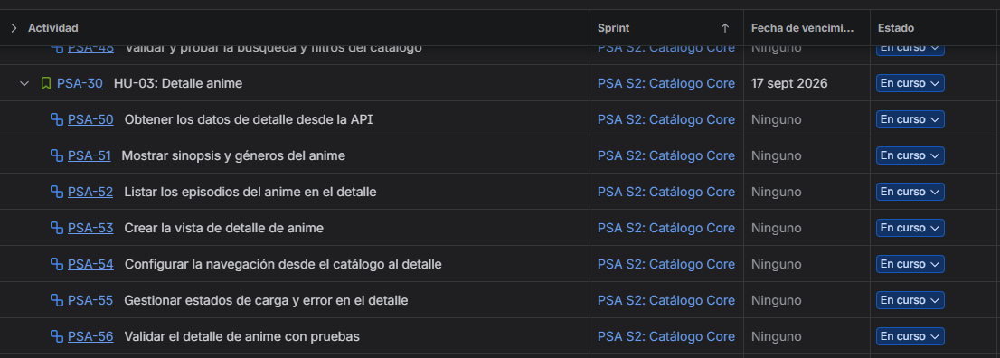 Actividad Sprint Fecha de vencimi... Estado
PSA-48 Validar y probar la búsqueda y filtros del catálogo PSA S2: Catálogo Core Ninguno En curso
PSA-30 HU-03: Detalle anime PSA S2: Catálogo Core 17 sept 2026 En curso
PSA-50 Obtener los datos de detalle desde la API PSA S2: Catálogo Core Ninguno En curso
PSA-51 Mostrar sinopsis y géneros del anime PSA S2: Catálogo Core Ninguno En curso
PSA-52 Listar los episodios del anime en el detalle PSA S2: Catálogo Core Ninguno En curso
PSA-53 Crear la vista de detalle de anime PSA S2: Catálogo Core Ninguno En curso
PSA-54 Configurar la navegación desde el catálogo al detalle PSA S2: Catálogo Core Ninguno En curso
PSA-55 Gestionar estados de carga y error en el detalle PSA S2: Catálogo Core Ninguno En curso
PSA-56 Validar el detalle de anime con pruebas PSA S2: Catálogo Core Ninguno En curso